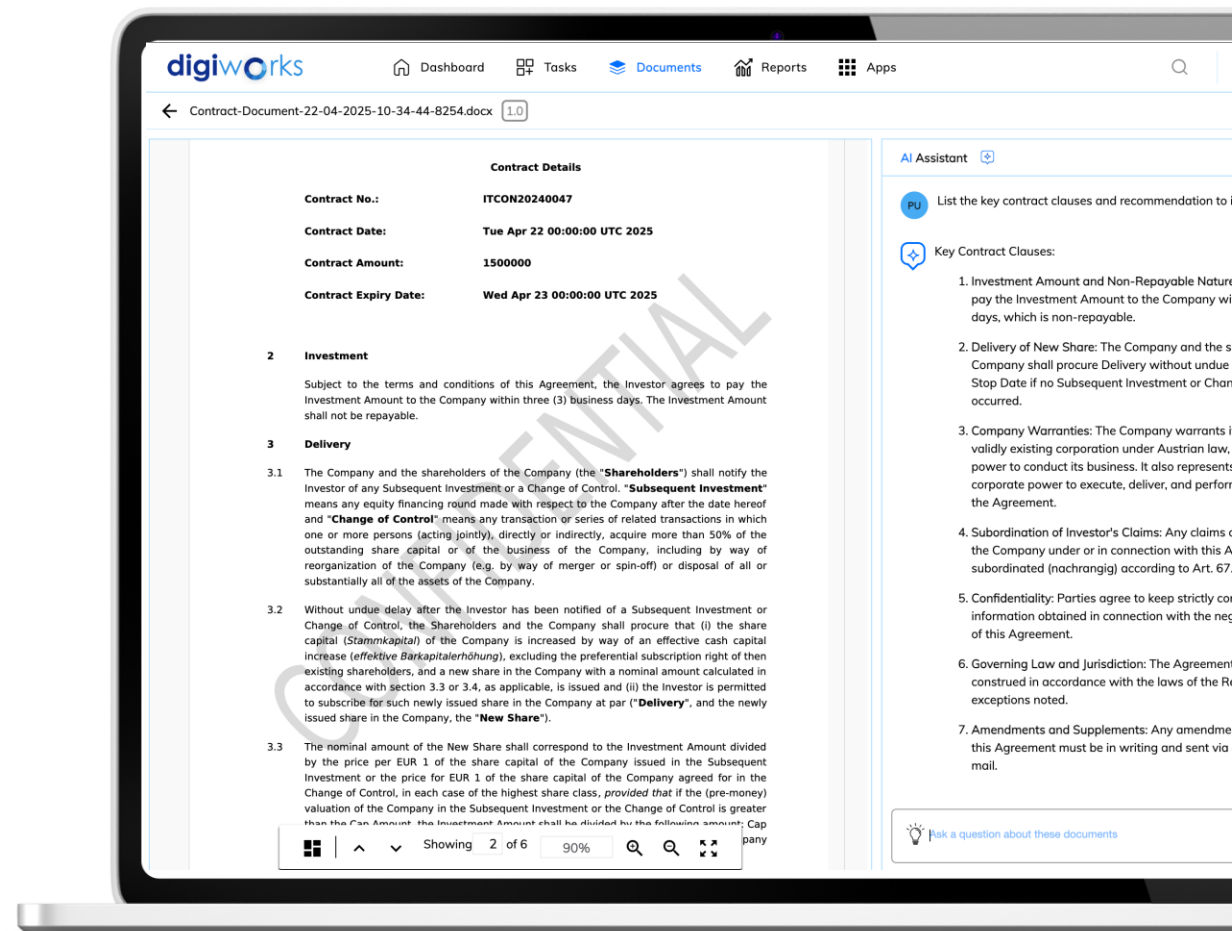 digiworks
Dashboard
Tasks
Documents
Reports
Apps
Contract-Document-22-04-2025-10-34-44-8254.docx 1.0
Contract Details
Contract No.: ITCON20240047
Contract Date: Tue Apr 22 00:00:00 UTC 2025
Contract Amount: 1500000
Contract Expiry Date: Wed Apr 23 00:00:00 UTC 2025
CONFIDENTIAL
2 Investment
Subject to the terms and conditions of this Agreement, the Investor agrees to pay the
Investment Amount to the Company within three (3) business days. The Investment Amount
shall not be repayable.
3 Delivery
3.1 The Company and the shareholders of the Company (the "Shareholders") shall notify the
Investor of any Subsequent Investment or a Change of Control. "Subsequent Investment"
means any equity financing round made with respect to the Company after the date hereof
and "Change of Control" means any transaction or series of related transactions in which
one or more persons (acting jointly), directly or indirectly, acquire more than 50% of the
outstanding share capital or of the business of the Company, including by way of
reorganization of the Company (e.g. by way of merger or spin-off) or disposal of all or
substantially all of the assets of the Company.
3.2 Without undue delay after the Investor has been notified of a Subsequent Investment or
Change of Control, the Shareholders and the Company shall procure that (i) the share
capital (Stammkapital) of the Company is increased by way of an effective cash capital
increase (effektive Barkapitalerhöhung), excluding the preferential subscription right of then
existing shareholders, and a new share in the Company with a nominal amount calculated in
accordance with section 3.3 or 3.4, as applicable, is issued and (ii) the Investor is permitted
to subscribe for such newly issued share in the Company at par ("Delivery", and the newly
issued share in the Company, the "New Share").
3.3 The nominal amount of the New Share shall correspond to the Investment Amount divided
by the price per EUR 1 of the share capital of the Company issued in the Subsequent
Investment or the price for EUR 1 of the share capital of the Company agreed for in the
Change of Control, in each case of the highest share class, provided that if the (pre-money)
valuation of the Company in the Subsequent Investment or the Change of Control is greater
than the Cap Amount, the Investment Amount shall be divided by the following amount: Cap
pany
Showing 2 of 6 90%
AI Assistant
PU List the key contract clauses and recommendation to
Key Contract Clauses:
1. Investment Amount and Non-Repayable Nature
pay the Investment Amount to the Company wi
days, which is non-repayable.
2. Delivery of New Share: The Company and the s
Company shall procure Delivery without undue
Stop Date if no Subsequent Investment or Chan
occurred.
3. Company Warranties: The Company warrants i
validly existing corporation under Austrian law,
power to conduct its business. It also represents
corporate power to execute, deliver, and perform
the Agreement.
4. Subordination of Investor's Claims: Any claims
the Company under or in connection with this A
subordinated (nachrangig) according to Art. 67.
5. Confidentiality: Parties agree to keep strictly con
information obtained in connection with the neg
of this Agreement.
6. Governing Law and Jurisdiction: The Agreement
construed in accordance with the laws of the Re
exceptions noted.
7. Amendments and Supplements: Any amendme
this Agreement must be in writing and sent via
mail.
Ask a question about these documents